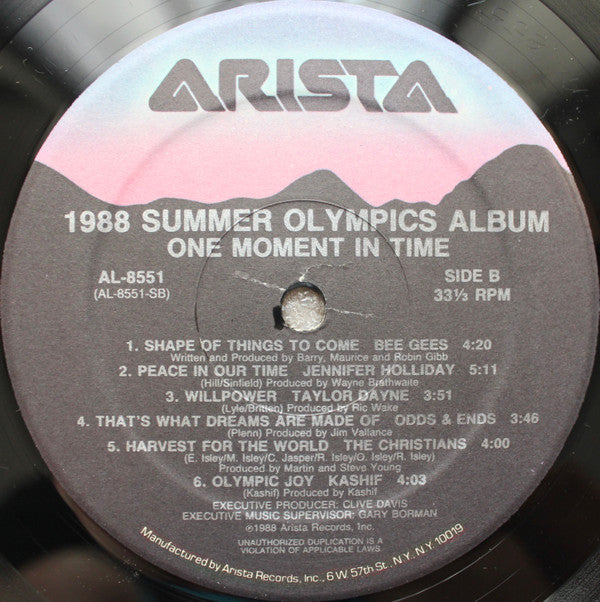 ARISTA
1988 SUMMER OLYMPICS ALBUM
ONE MOMENT IN TIME
AL-8551
(AL-8551-SB)
SIDE B
33⅓ RPM
1. SHAPE OF THINGS TO COME BEE GEES 4:20
Written and Produced by Barry, Maurice and Robin Gibb
2. PEACE IN OUR TIME JENNIFER HOLLIDAY 5:11
(Hill/Sinfield) Produced by Wayne Brathwaite
3. WILLPOWER TAYLOR DAYNE 3:51
(Lyle/Britten) Produced by Ric Wake
4. THAT'S WHAT DREAMS ARE MADE OF ODDS & ENDS 3:46
(Plenn) Produced by Jim Vallance
5. HARVEST FOR THE WORLD THE CHRISTIANS 4:00
(E. Isley/M. Isley/C. Jasper/R. Isley/O. Isley/R. Isley)
Produced by Martin and Steve Young
6. OLYMPIC JOY KASHIF 4:03
(Kashif) Produced by Kashif
EXECUTIVE PRODUCER: CLIVE DAVIS
EXECUTIVE MUSIC SUPERVISOR: GARY BORMAN
℗1988 Arista Records, Inc.
UNAUTHORIZED DUPLICATION IS A
VIOLATION OF APPLICABLE LAWS
Manufactured by Arista Records, Inc., 6 W. 57th St., N.Y., N.Y. 10019